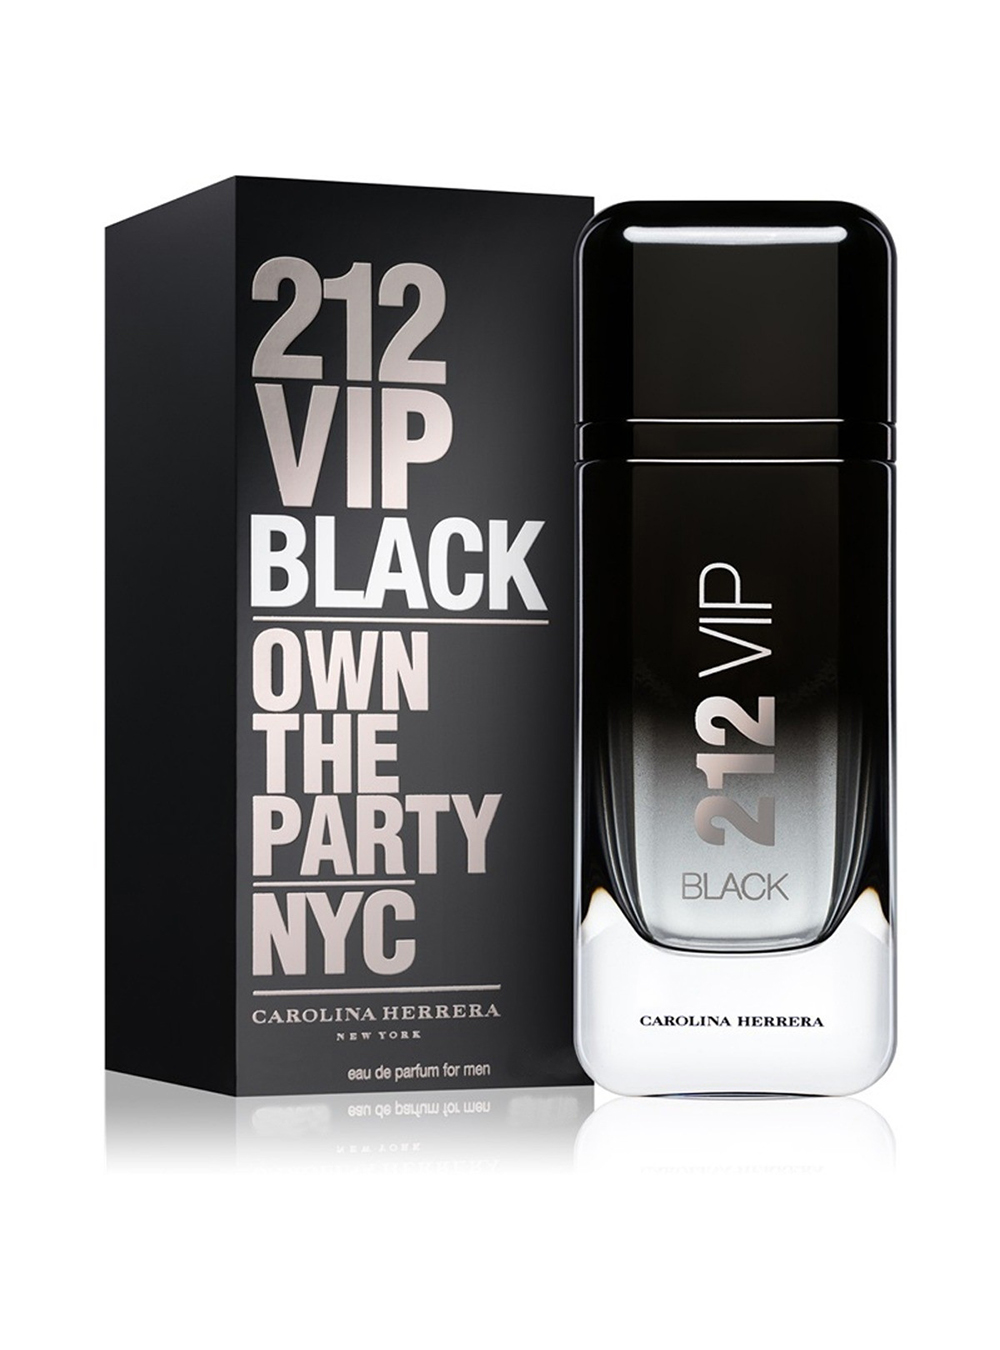 212
VIP
BLACK
OWN
THE
PARTY
NYC
CAROLINA HERRERA
NEW YORK
eau de parfum for men
212 VIP
BLACK
CAROLINA HERRERA